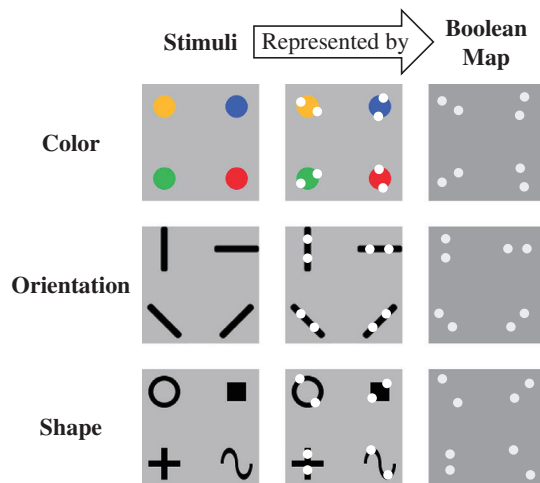 Stimuli
Represented by
Boolean
Map
Color
Orientation
Shape